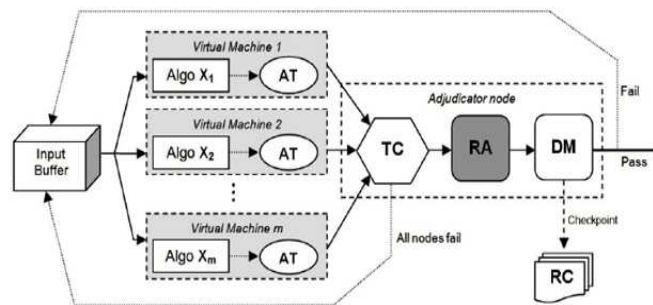 Virtual Machine 1
Algo X1
AT
Virtual Machine 2
Algo X2
AT
Virtual Machine m
Algo Xm
AT
Input
Buffer
Adjudicator node
TC
RA
DM
Fail
Pass
All nodes fail
Checkpoint
RC